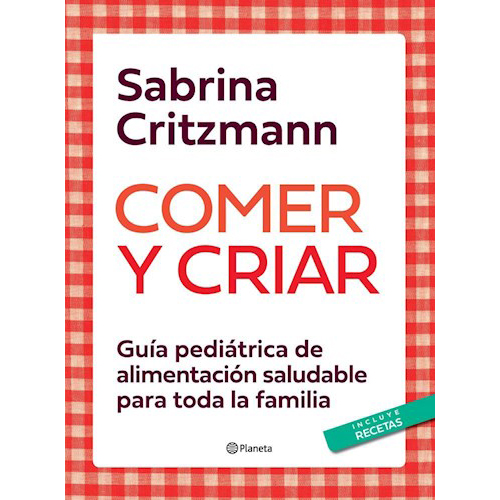 Sabrina
Critzmann
COMER
Y CRIAR
Guía pediátrica de
alimentación saludable
para toda la familia
INCLUYE
RECETAS
Planeta